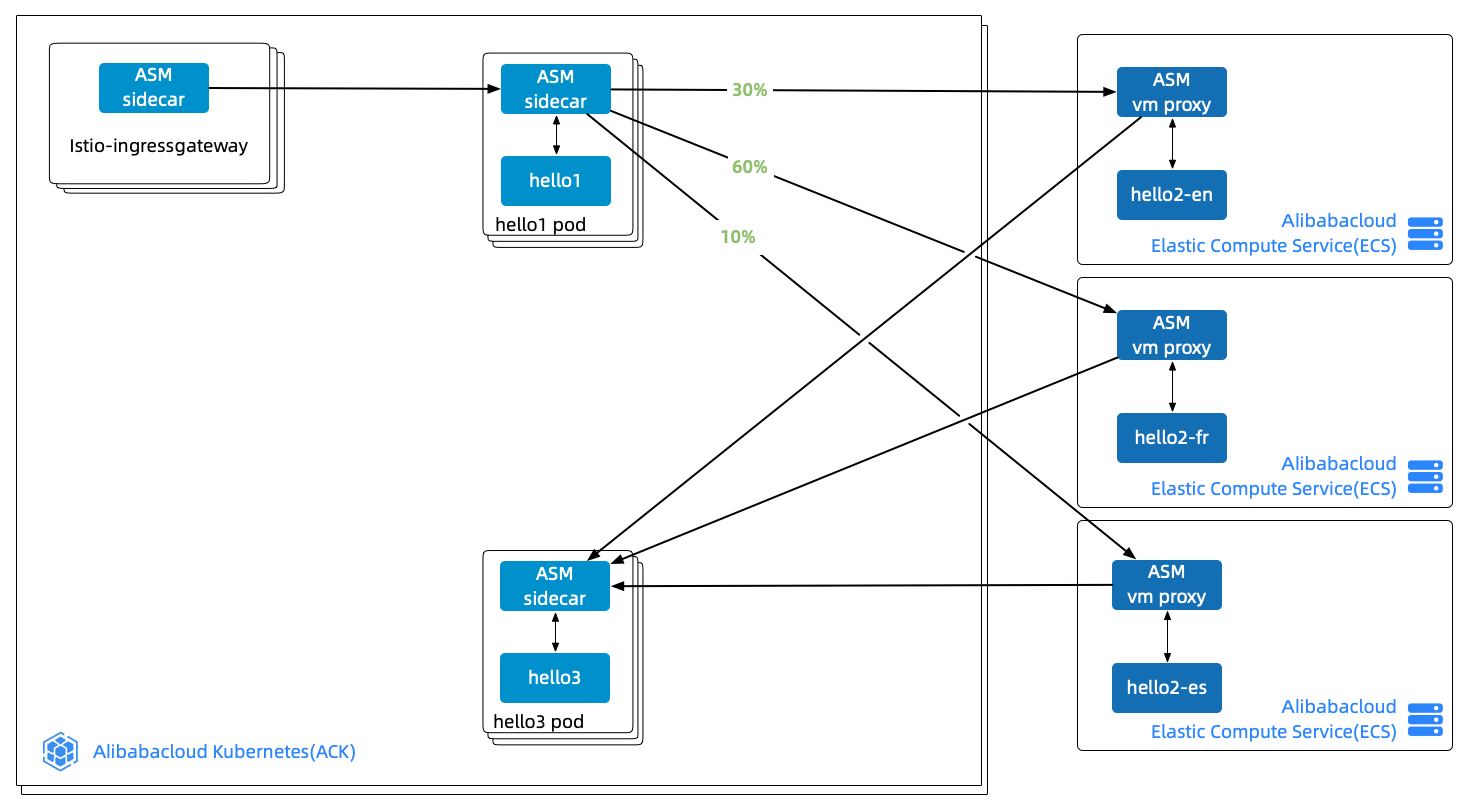 ASM
sidecar
Istio-ingressgateway
ASM
sidecar
hello1
hello1 pod
30%
60%
10%
ASM
vm proxy
hello2-en
Alibabacloud
Elastic Compute Service(ECS)
ASM
vm proxy
hello2-fr
Alibabacloud
Elastic Compute Service(ECS)
ASM
sidecar
hello3
hello3 pod
ASM
vm proxy
hello2-es
Alibabacloud
Elastic Compute Service(ECS)
Alibabacloud Kubernetes(ACK)